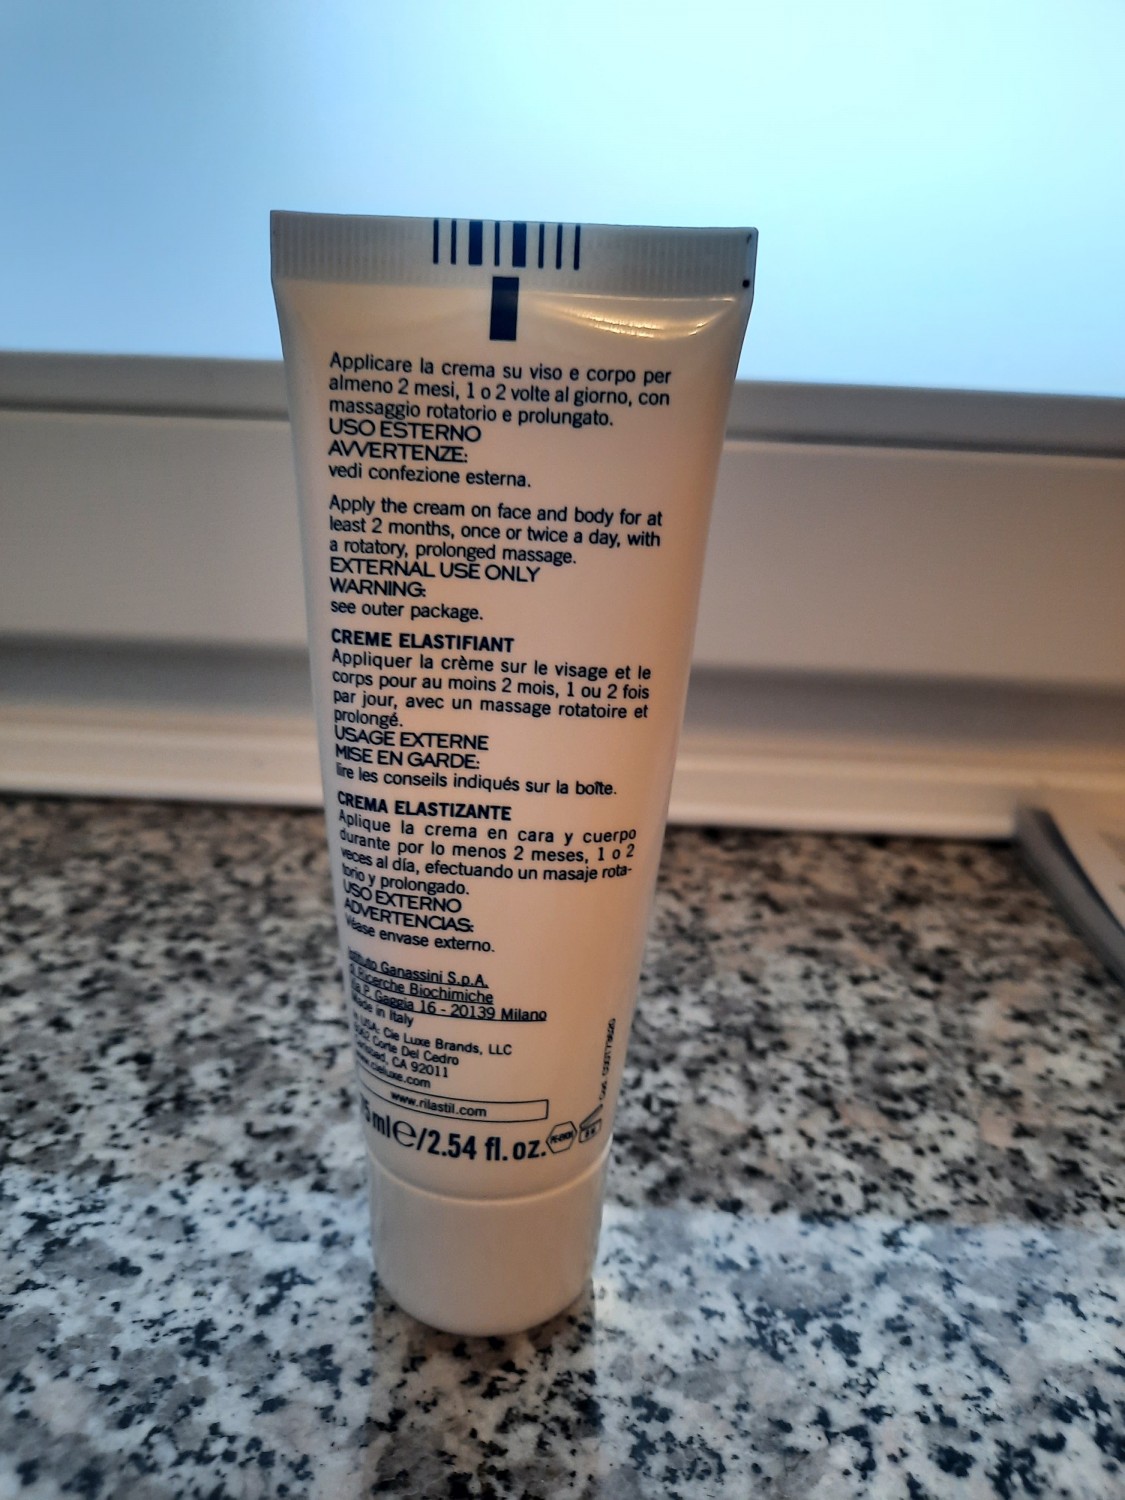 Applicare la crema su viso e corpo per
almeno 2 mesi, 1 o 2 volte al giorno, con
massaggio rotatorio e prolungato.
USO ESTERNO
AVVERTENZE:
vedi confezione esterna.
Apply the cream on face and body for at
least 2 months, once or twice a day, with
a rotatory, prolonged massage.
EXTERNAL USE ONLY
WARNING:
see outer package.
CREME ELASTIFIANT
Appliquer la crème sur le visage et le
corps pour au moins 2 mois, 1 ou 2 fois
par jour, avec un massage rotatoire et
prolongé.
USAGE EXTERNE
MISE EN GARDE:
lire les conseils indiqués sur la boîte.
CREMA ELASTIZANTE
Aplique la crema en cara y cuerpo
durante por lo menos 2 meses, 1 o 2
veces al día, efectuando un masaje rota-
torio y prolongado.
USO EXTERNO
ADVERTENCIAS:
Véase envase externo.
Istituto Ganassini S.p.A.
di Ricerche Biochimiche
Via P. Gaggia 16 - 20139 Milano
Made in Italy
in USA: Cie Luxe Brands, LLC
Corte Del Cedro
Carlsbad, CA 92011
www.cieluxe.com
www.rilastil.com
75 ml e/2.54 fl. oz.